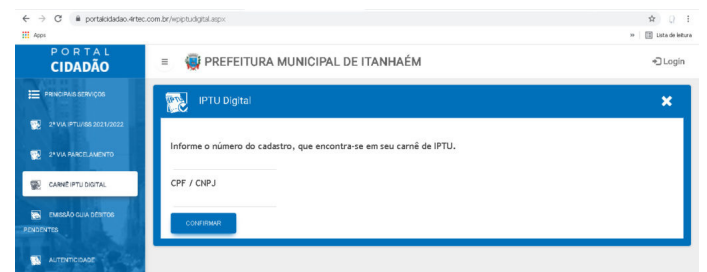 portalcidadao.4rtec.com.br/wpiptudigital.aspx
Apps
Lista de leitura
PORTAL
CIDADÃO
PREFEITURA MUNICIPAL DE ITANHAÉM
Login
PRINCIPAIS SERVIÇOS
2ª VIA IPTU/ISS 2021/2022
2ª VIA PARCELAMENTO
CARNÊ IPTU DIGITAL
EMISSÃO GUIA DÉBITOS
PENDENTES
AUTENTICIDADE
IPTU Digital
Informe o número do cadastro, que encontra-se em seu carnê de IPTU.
CPF / CNPJ
CONFIRMAR